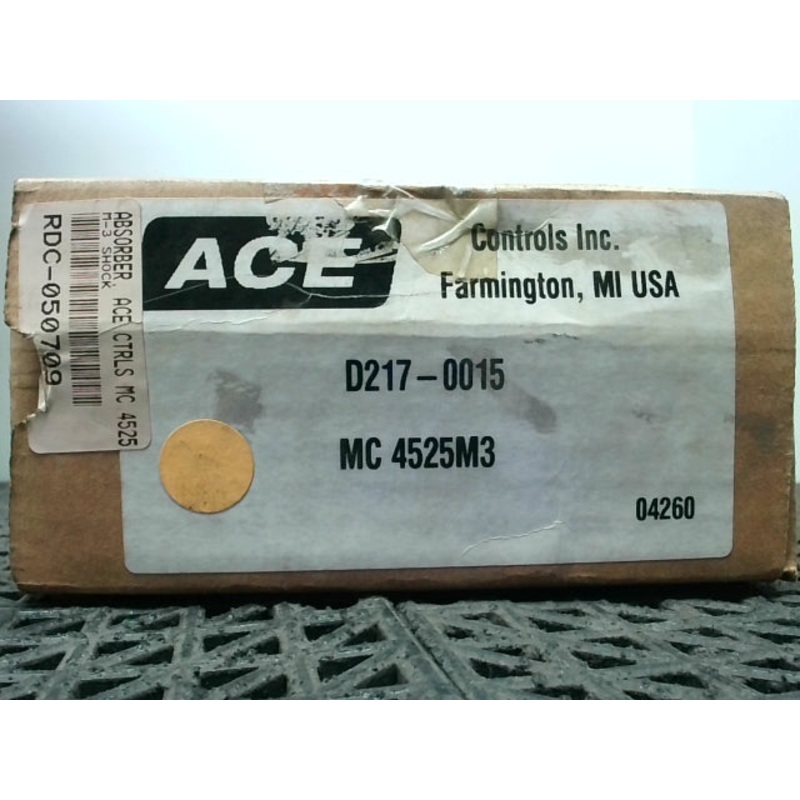 ACE
Controls Inc.
Farmington, MI USA
D217-0015
MC 4525M3
04260
ABSORBER, ACE CTRLS MC 4525
M-3 SHOCK
RDC-050709